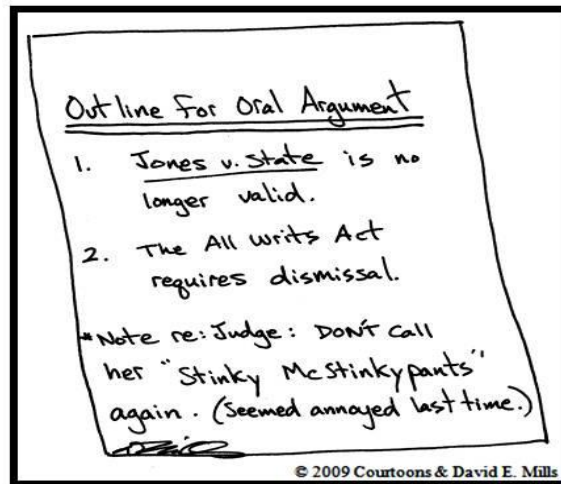 Outline For Oral Argument
1. Jones v. State is no
longer valid.
2. The All Writs Act
requires dismissal.
*Note re: Judge: DON'T Call
her "Stinky McStinkypants"
again. (Seemed annoyed last time.)
© 2009 Courtoons & David E. Mills